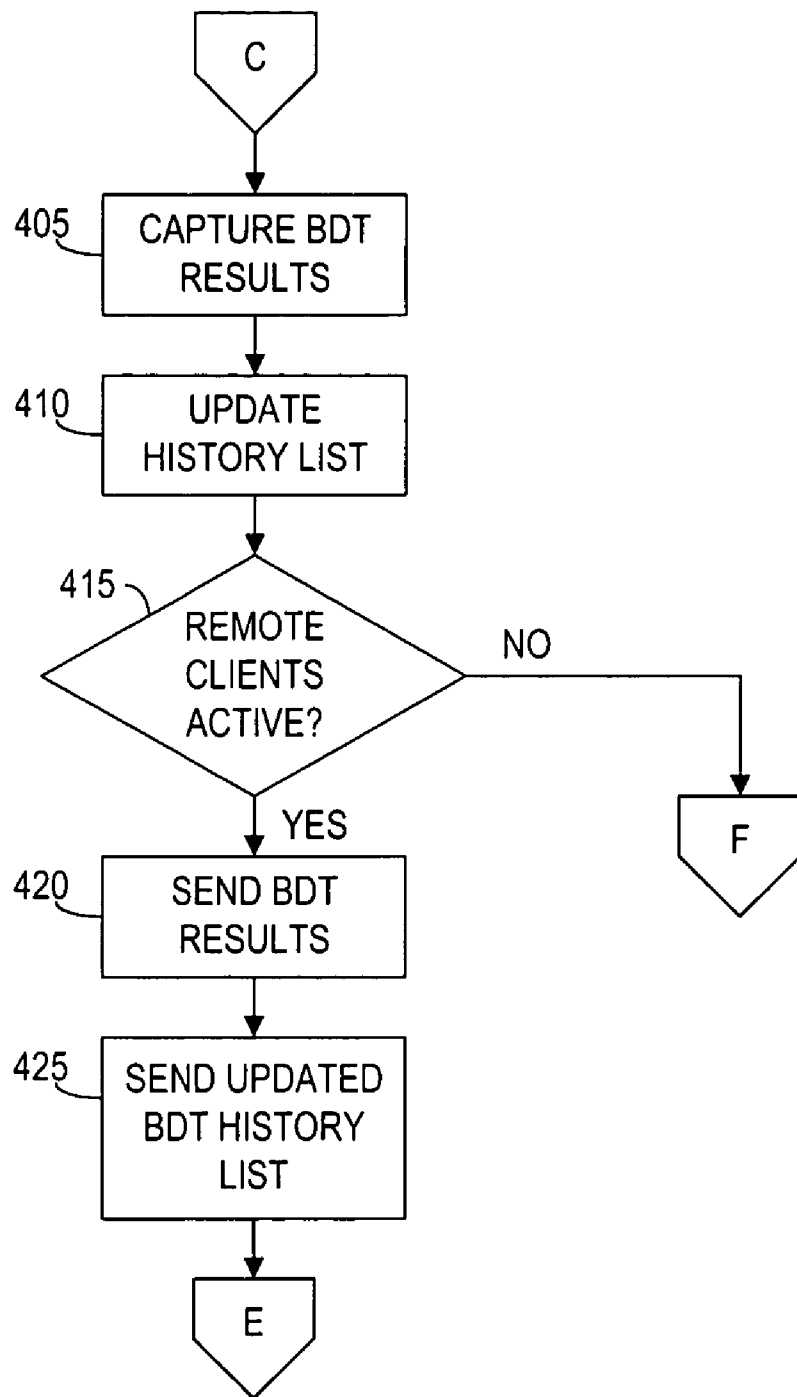 C
405
CAPTURE BDT
RESULTS
410
UPDATE
HISTORY LIST
415
REMOTE
CLIENTS
ACTIVE?
NO
YES
F
420
SEND BDT
RESULTS
425
SEND UPDATED
BDT HISTORY
LIST
E